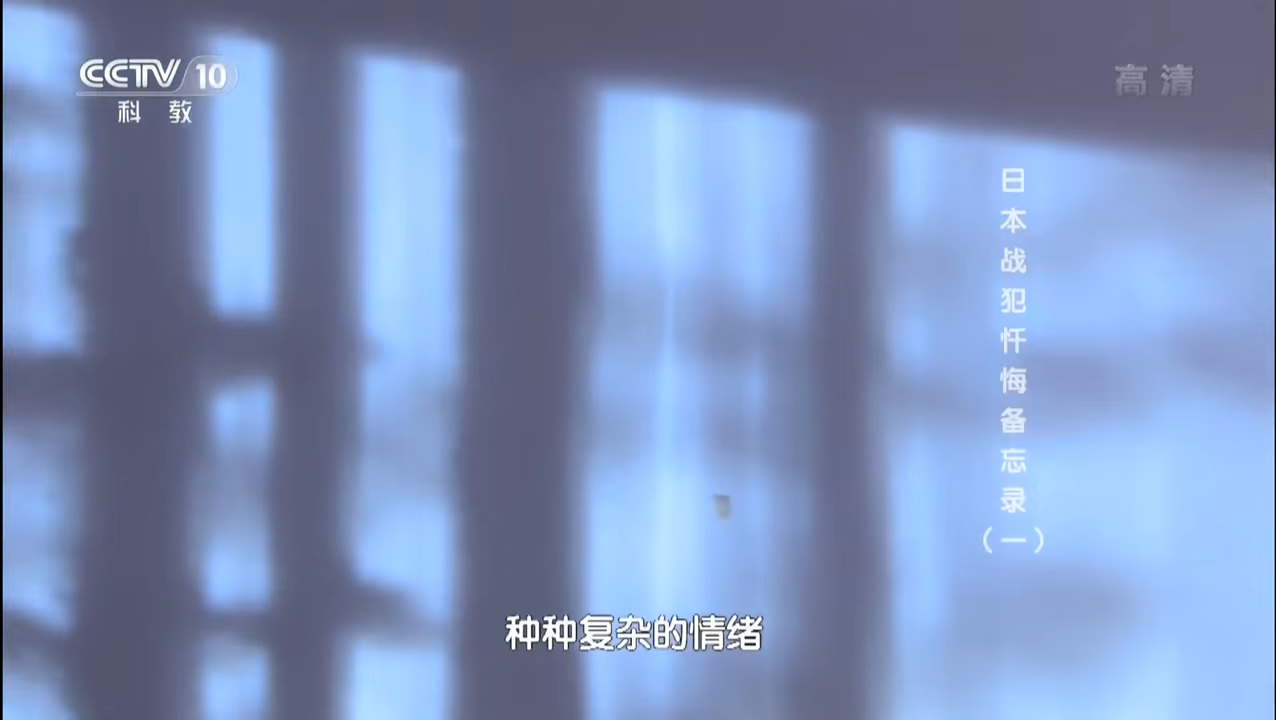 CCTV 10
科教
高清
日本战犯忏悔备忘录
（一）
种种复杂的情绪